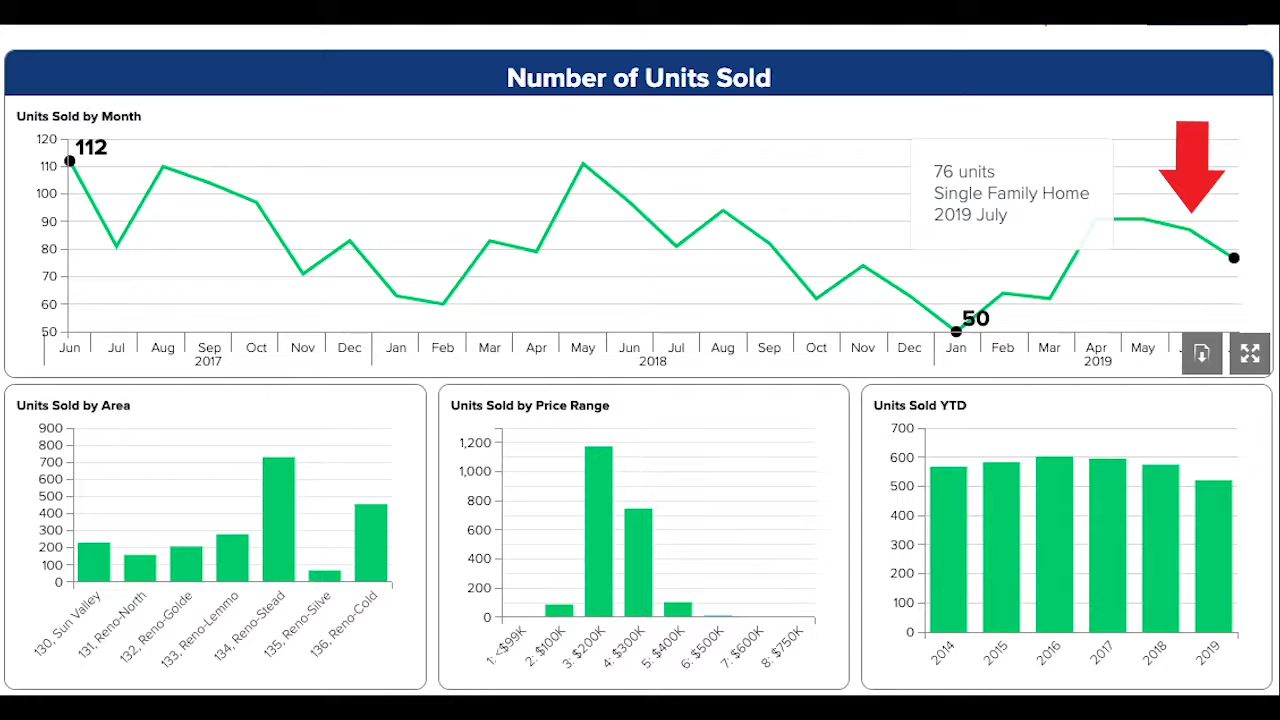 Number of Units Sold
Units Sold by Month
120
110
100
90
80
70
60
50
112
76 units
Single Family Home
2019 July
50
Jun Jul Aug Sep Oct Nov Dec Jan Feb Mar Apr May Jun Jul Aug Sep Oct Nov Dec Jan Feb Mar Apr May
2017 2018 2019
Units Sold by Area
900
800
700
600
500
400
300
200
100
0
130, Sun Valley
131, Reno-North
132, Reno-Golde
133, Reno-Lemmo
134, Reno-Stead
135, Reno-Silve
136, Reno-Cold
Units Sold by Price Range
1,200
1,000
800
600
400
200
0
1: <$99K
2: $100K
3: $200K
4: $300K
5: $400K
6: $500K
7: $600K
8: $750K
Units Sold YTD
700
600
500
400
300
200
100
0
2014
2015
2016
2017
2018
2019